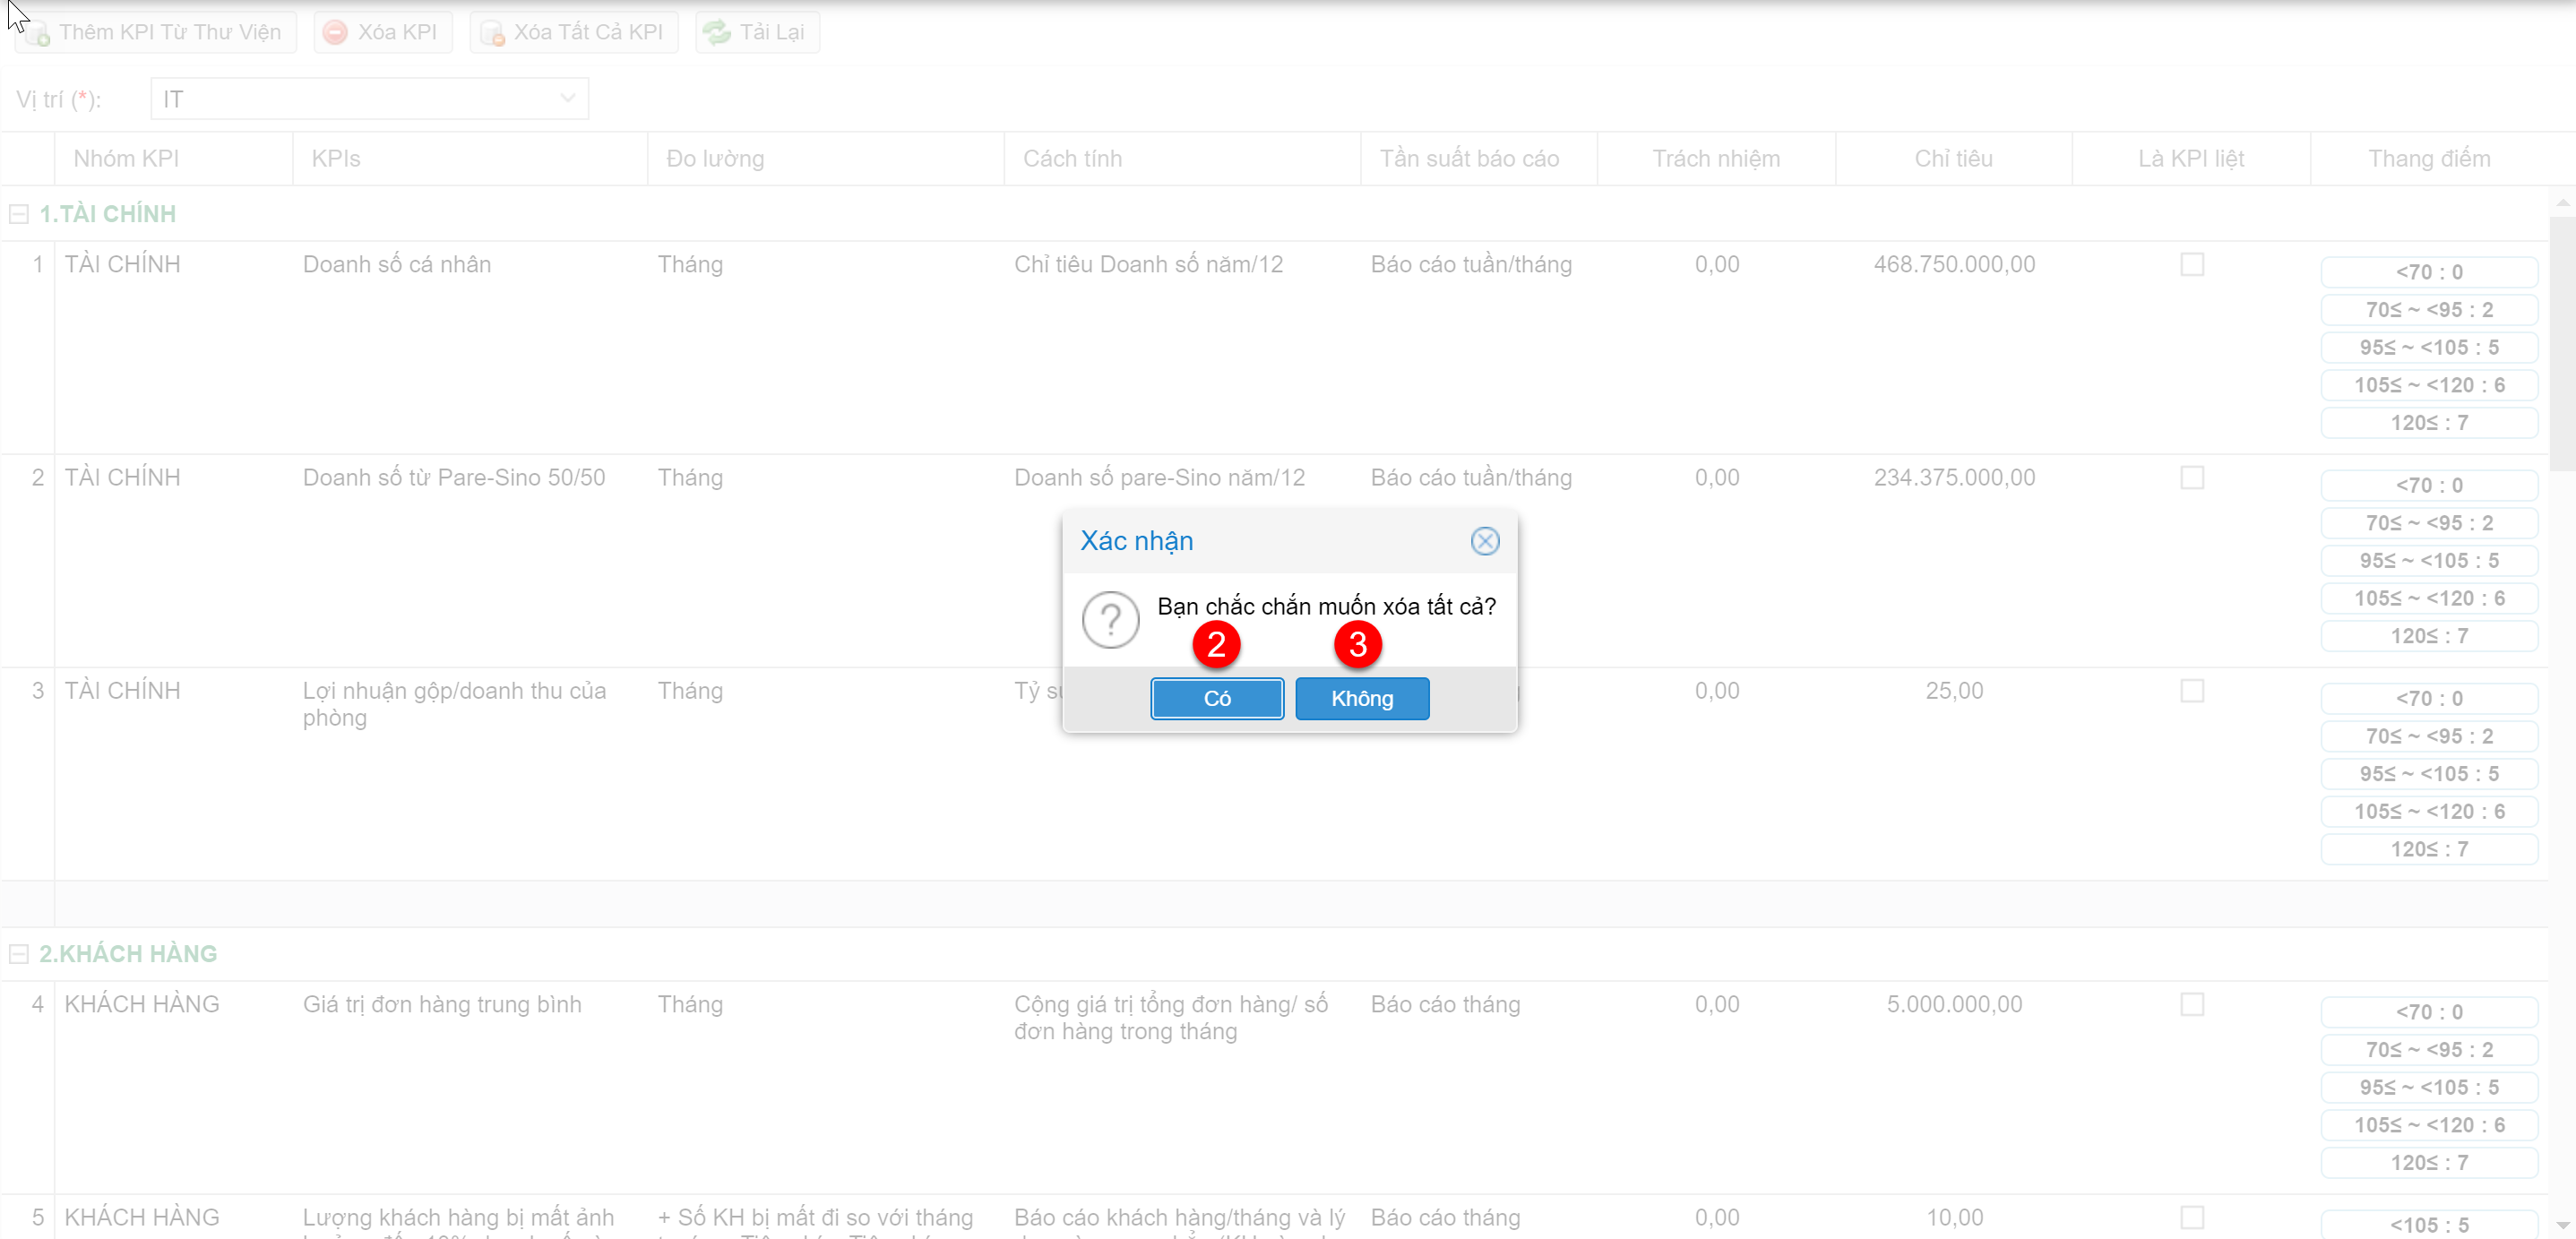 Thêm KPI Từ Thư Viện Xóa KPI Xóa Tất Cả KPI Tải Lại
Vị trí (*): IT
Nhóm KPI KPIs Đo lường Cách tính Tần suất báo cáo Trách nhiệm Chỉ tiêu Là KPI liệt Thang điểm
1.TÀI CHÍNH
1 TÀI CHÍNH Doanh số cá nhân Tháng Chỉ tiêu Doanh số năm/12 Báo cáo tuần/tháng 0,00 468.750.000,00
<70 : 0
70≤ ~ <95 : 2
95≤ ~ <105 : 5
105≤ ~ <120 : 6
120≤ : 7
2 TÀI CHÍNH Doanh số từ Pare-Sino 50/50 Tháng Doanh số pare-Sino năm/12 Báo cáo tuần/tháng 0,00 234.375.000,00
<70 : 0
70≤ ~ <95 : 2
95≤ ~ <105 : 5
105≤ ~ <120 : 6
120≤ : 7
Xác nhận
Bạn chắc chắn muốn xóa tất cả?
2 3
Có Không
3 TÀI CHÍNH Lợi nhuận gộp/doanh thu của Tháng Tỷ 0,00 25,00
phòng
<70 : 0
70≤ ~ <95 : 2
95≤ ~ <105 : 5
105≤ ~ <120 : 6
120≤ : 7
2.KHÁCH HÀNG
4 KHÁCH HÀNG Giá trị đơn hàng trung bình Tháng Cộng giá trị tổng đơn hàng/ số Báo cáo tháng 0,00 5.000.000,00
đơn hàng trong tháng
<70 : 0
70≤ ~ <95 : 2
95≤ ~ <105 : 5
105≤ ~ <120 : 6
120≤ : 7
5 KHÁCH HÀNG Lượng khách hàng bị mất ảnh + Số KH bị mất đi so với tháng Báo cáo khách hàng/tháng và lý Báo cáo tháng 0,00 10,00
<105 : 5